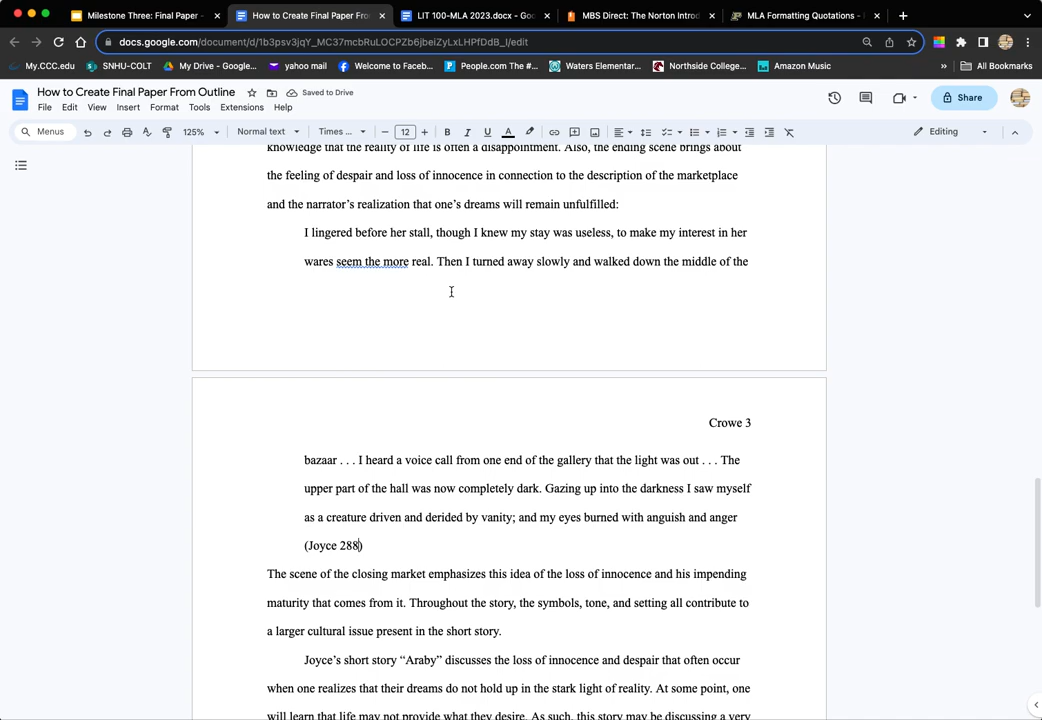 Milestone Three: Final Paper -
How to Create Final Paper Fro
LIT 100-MLA 2023.docx - Goo
MBS Direct: The Norton Introd
MLA Formatting Quotations -
docs.google.com/document/d/1b3psv3jqY_MC37mcbRuLOCPZb6jbeiZyLxLHPfDdB_I/edit
My.CCC.edu
SNHU-COLT
My Drive - Google...
yahoo mail
Welcome to Faceb...
People.com The #...
Waters Elementar...
Northside College...
Amazon Music
»
All Bookmarks
How to Create Final Paper From Outline
Saved to Drive
File Edit View Insert Format Tools Extensions Help
Share
Menus
125%
Normal text
Times ...
12
B I U A
Editing
knowledge that the reality of life is often a disappointment. Also, the ending scene brings about
the feeling of despair and loss of innocence in connection to the description of the marketplace
and the narrator's realization that one's dreams will remain unfulfilled:
I lingered before her stall, though I knew my stay was useless, to make my interest in her
wares seem the more real. Then I turned away slowly and walked down the middle of the
Crowe 3
bazaar . . . I heard a voice call from one end of the gallery that the light was out . . . The
upper part of the hall was now completely dark. Gazing up into the darkness I saw myself
as a creature driven and derided by vanity; and my eyes burned with anguish and anger
(Joyce 288)
The scene of the closing market emphasizes this idea of the loss of innocence and his impending
maturity that comes from it. Throughout the story, the symbols, tone, and setting all contribute to
a larger cultural issue present in the short story.
Joyce's short story "Araby" discusses the loss of innocence and despair that often occur
when one realizes that their dreams do not hold up in the stark light of reality. At some point, one
will learn that life may not provide what they desire. As such, this story may be discussing a very